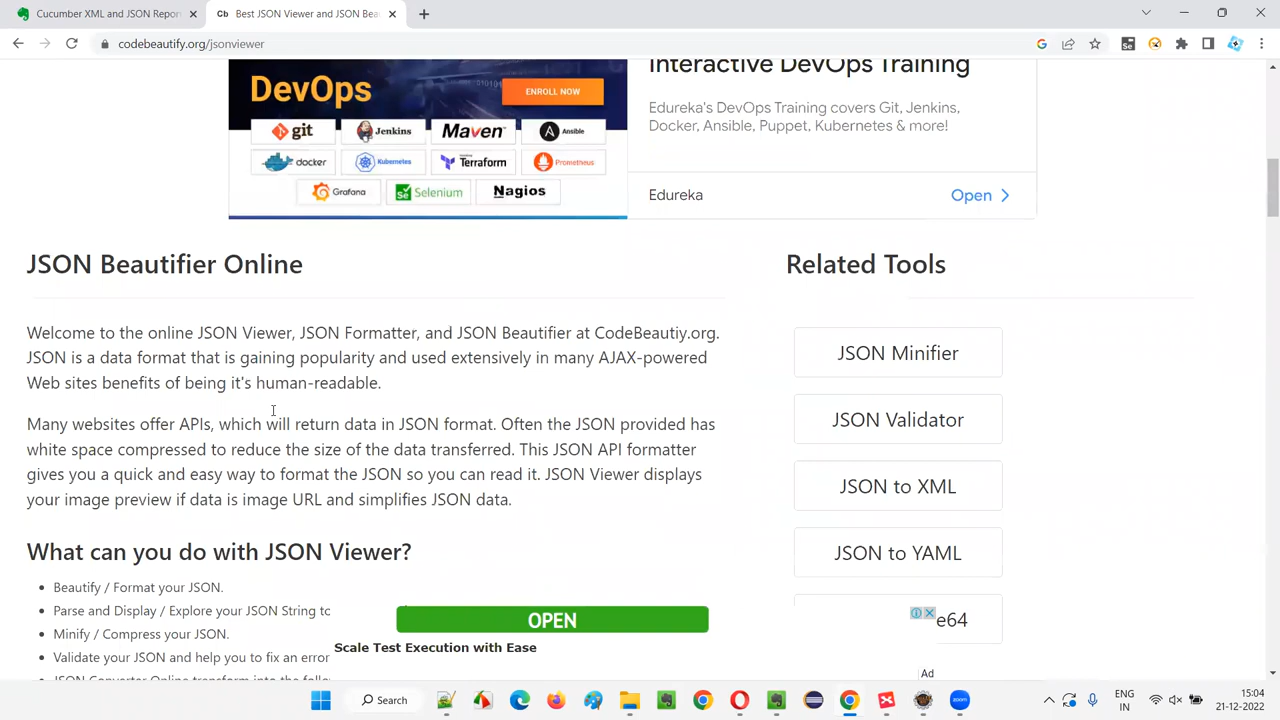 Cucumber XML and JSON Repor
Cb Best JSON Viewer and JSON Bea
codebeautify.org/jsonviewer
DevOps
ENROLL NOW
git Jenkins Maven Ansible
docker Kubernetes Terraform Prometheus
Grafana Selenium Nagios
Interactive DevOps Training
Edureka's DevOps Training covers Git, Jenkins,
Docker, Ansible, Puppet, Kubernetes & more!
Edureka
Open
JSON Beautifier Online
Welcome to the online JSON Viewer, JSON Formatter, and JSON Beautifier at CodeBeautiy.org.
JSON is a data format that is gaining popularity and used extensively in many AJAX-powered
Web sites benefits of being it's human-readable.
Many websites offer APIs, which will return data in JSON format. Often the JSON provided has
white space compressed to reduce the size of the data transferred. This JSON API formatter
gives you a quick and easy way to format the JSON so you can read it. JSON Viewer displays
your image preview if data is image URL and simplifies JSON data.
What can you do with JSON Viewer?
Beautify / Format your JSON.
Parse and Display / Explore your JSON String to
Minify / Compress your JSON.
Validate your JSON and help you to fix an error
JSON Converter Online transform into the follo
Related Tools
JSON Minifier
JSON Validator
JSON to XML
JSON to YAML
e64
OPEN
Scale Test Execution with Ease
Ad
Search
ENG
IN
15:04
21-12-2022